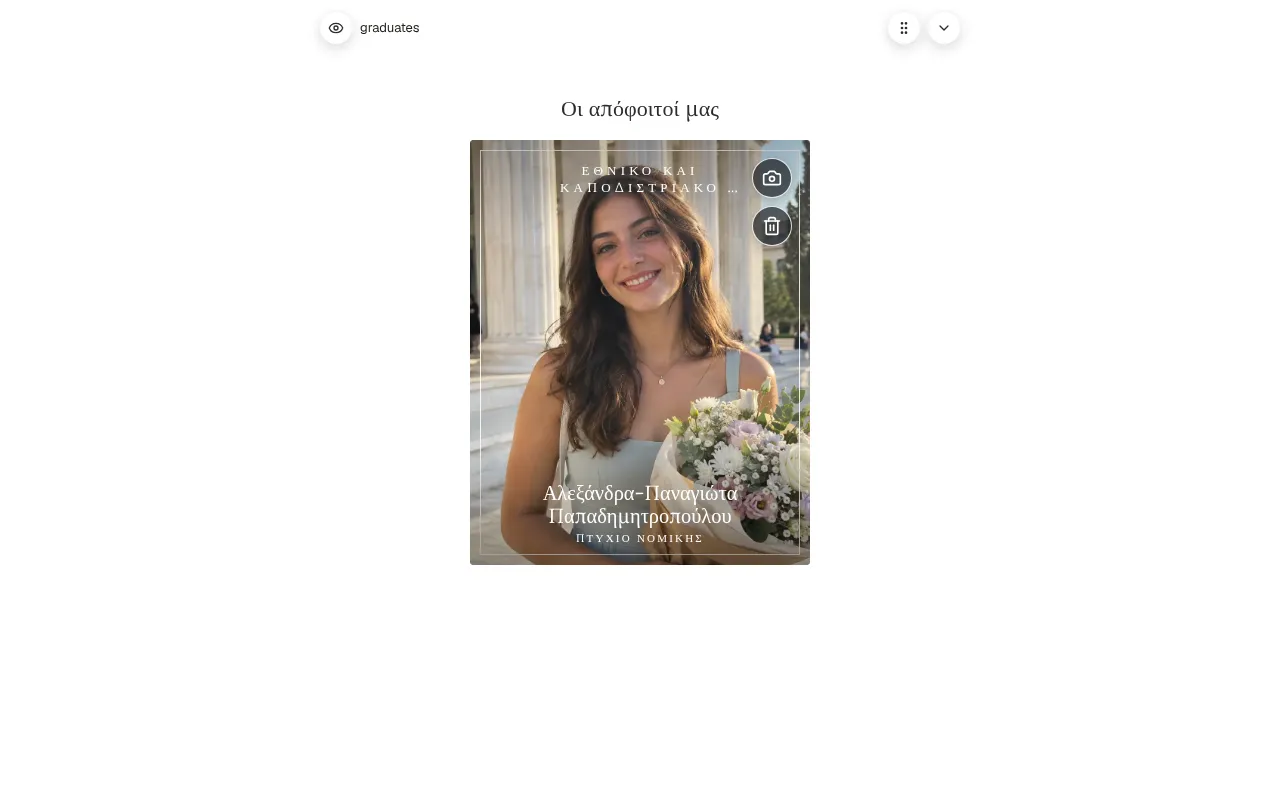 graduates
Οι απόφοιτοί μας
ΕΘΝΙΚΟ ΚΑΙ
ΚΑΠΟΔΙΣΤΡΙΑΚΟ …
Αλεξάνδρα-Παναγιώτα
Παπαδημητροπούλου
ΠΤΥΧΙΟ ΝΟΜΙΚΗΣ